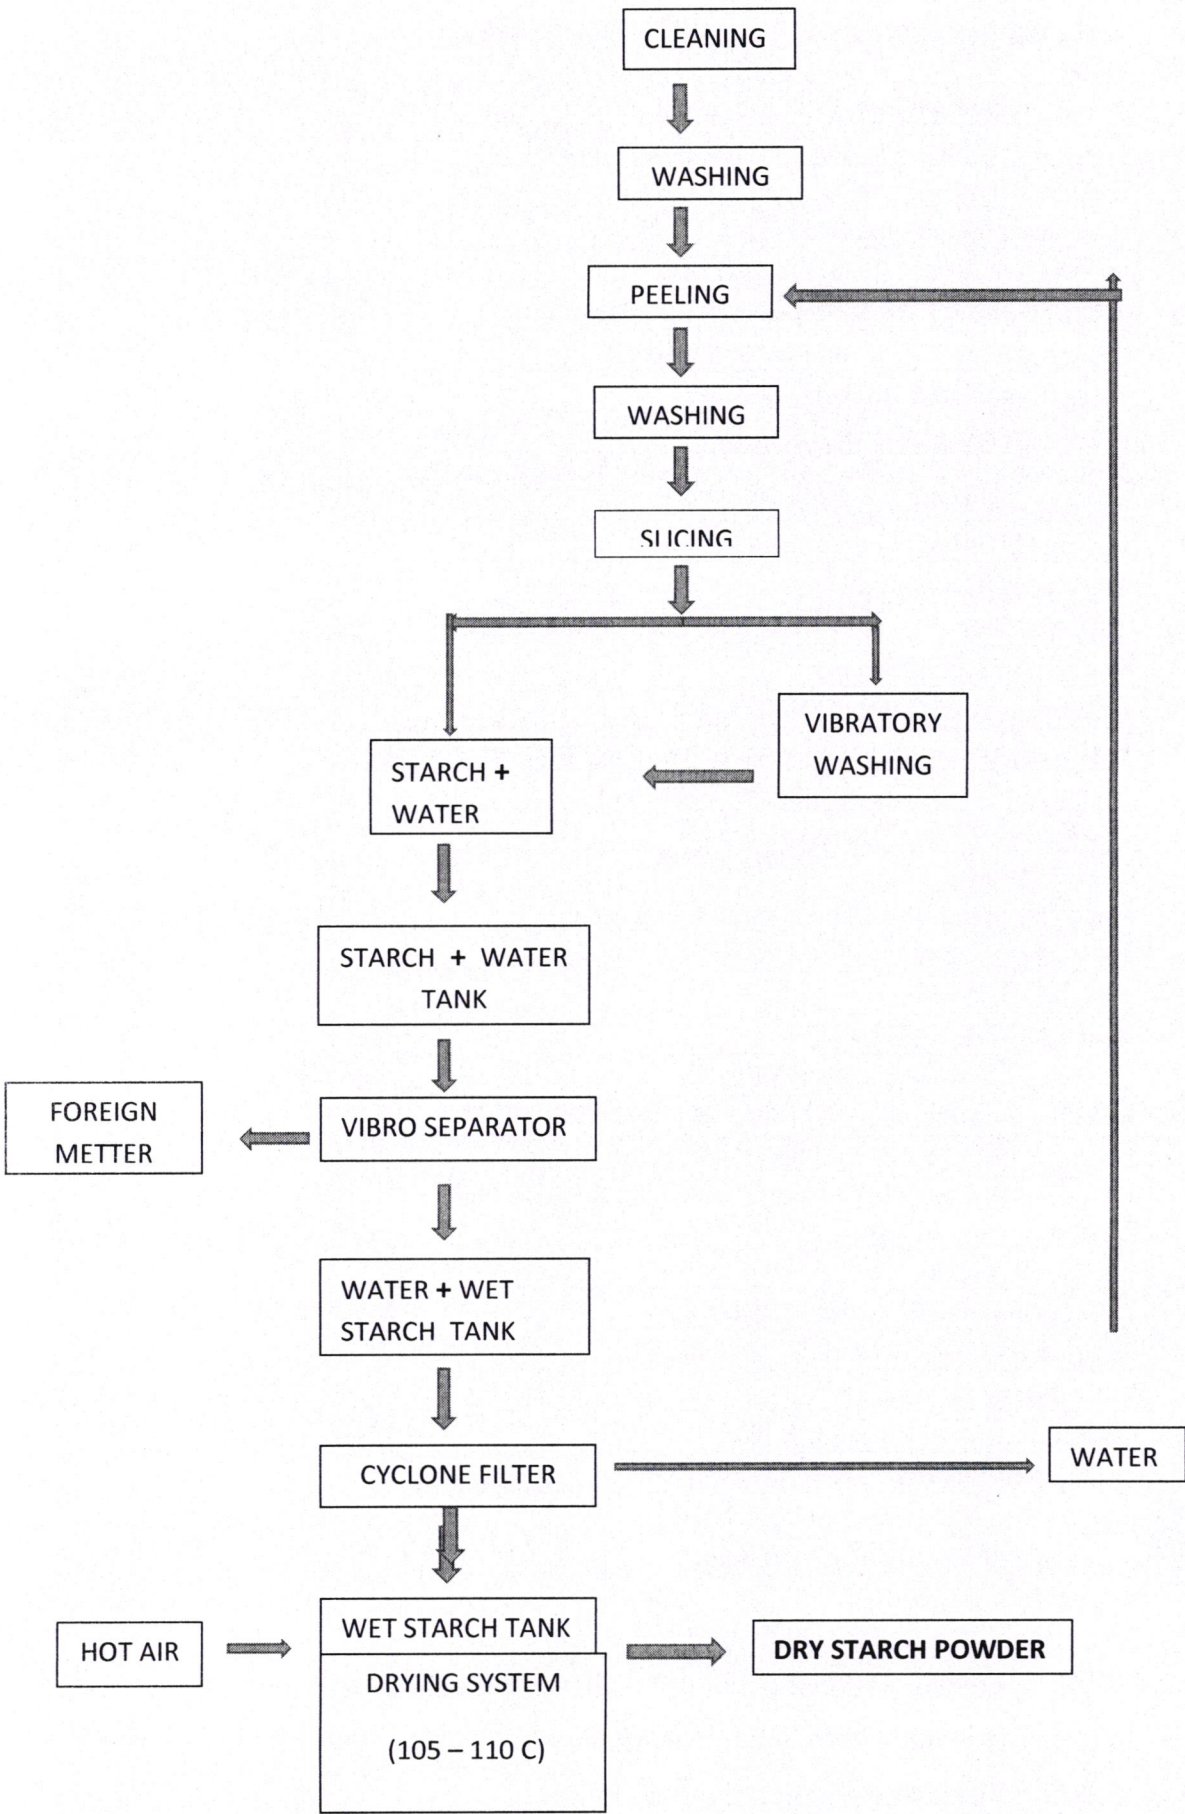 CLEANING
WASHING
PEELING
WASHING
SLICING
VIBRATORY
WASHING
STARCH +
WATER
STARCH + WATER
TANK
FOREIGN
METTER
VIBRO SEPARATOR
WATER + WET
STARCH TANK
CYCLONE FILTER
WATER
WET STARCH TANK
HOT AIR
DRY STARCH POWDER
DRYING SYSTEM
(105 – 110 C)